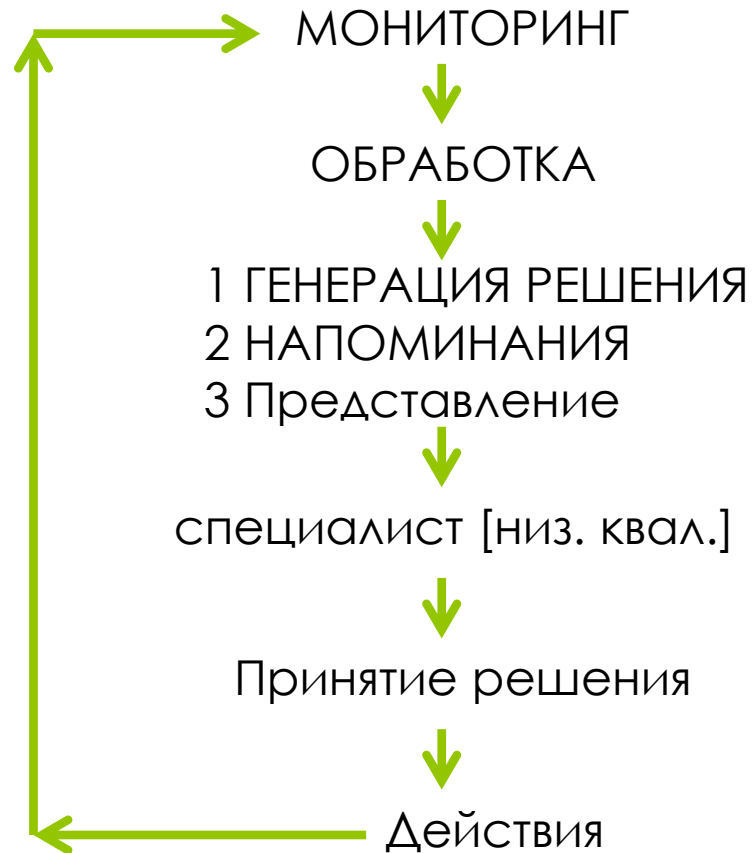 МОНИТОРИНГ
ОБРАБОТКА
1 ГЕНЕРАЦИЯ РЕШЕНИЯ
2 НАПОМИНАНИЯ
3 Представление
специалист [низ. квал.]
Принятие решения
Действия